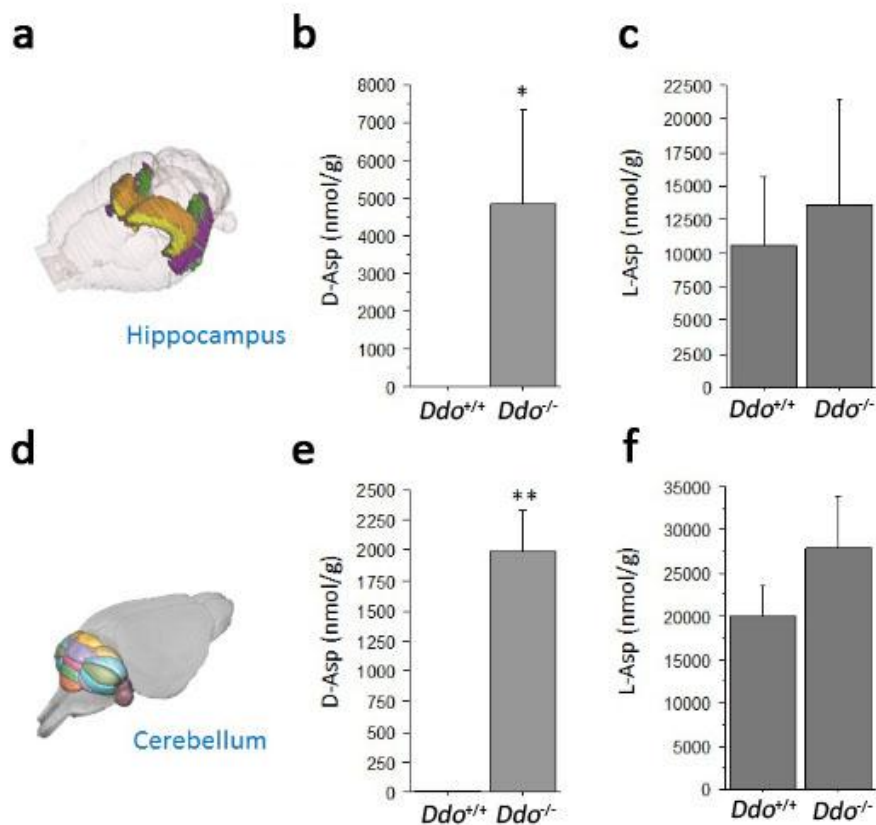 a
b
c
Hippocampus
D-Asp (nmol/g)
8000
7000
6000
5000
4000
3000
2000
1000
0
*
Ddo+/+ Ddo-/-
L-Asp (nmol/g)
22500
20000
17500
15000
12500
10000
7500
5000
2500
0
Ddo+/+ Ddo-/-
d
e
f
Cerebellum
D-Asp (nmol/g)
2500
2250
2000
1750
1500
1250
1000
750
500
250
0
**
Ddo+/+ Ddo-/-
L-Asp (nmol/g)
35000
30000
25000
20000
15000
10000
5000
0
Ddo+/+ Ddo-/-